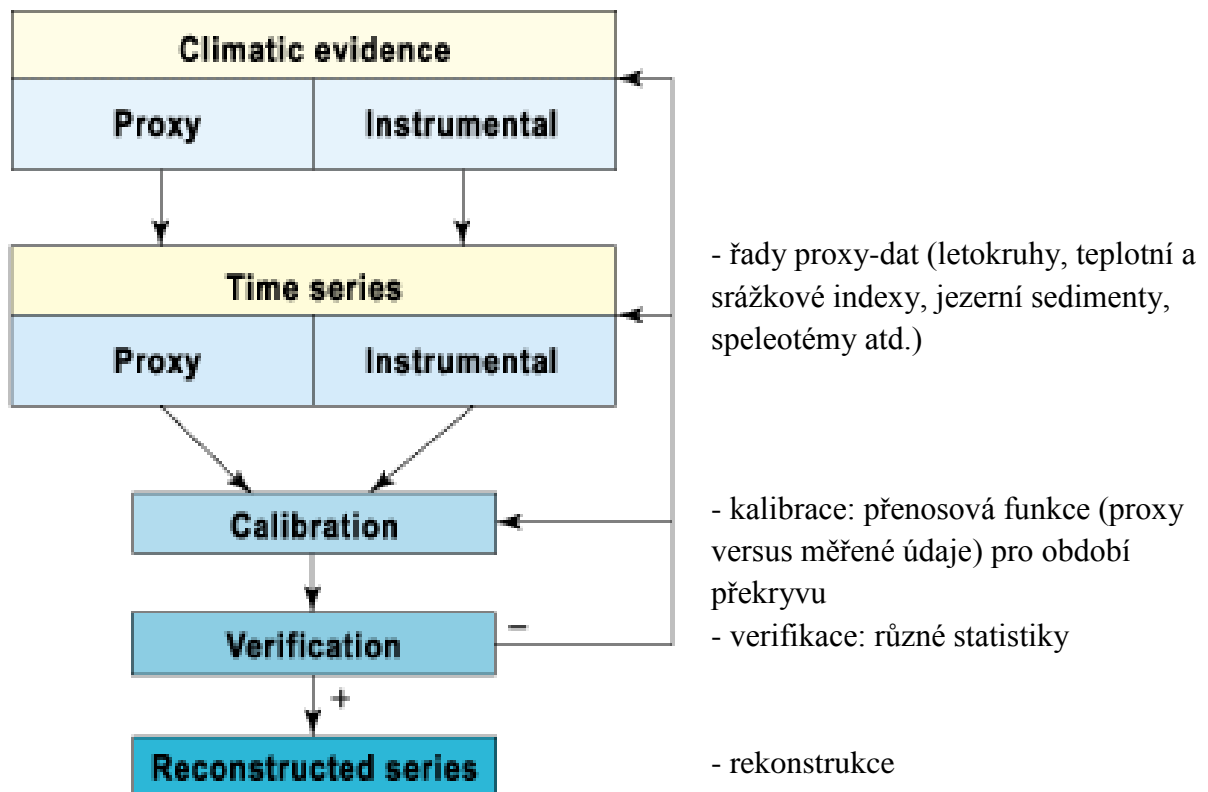 Climatic evidence
Proxy
Instrumental
Time series
Proxy
Instrumental
- řady proxy-dat (letokruhy, teplotní a
srážkové indexy, jezerní sedimenty,
speleotémy atd.)
Calibration
- kalibrace: přenosová funkce (proxy
versus měřené údaje) pro období
překryvu
Verification
–
- verifikace: různé statistiky
+
Reconstructed series
- rekonstrukce